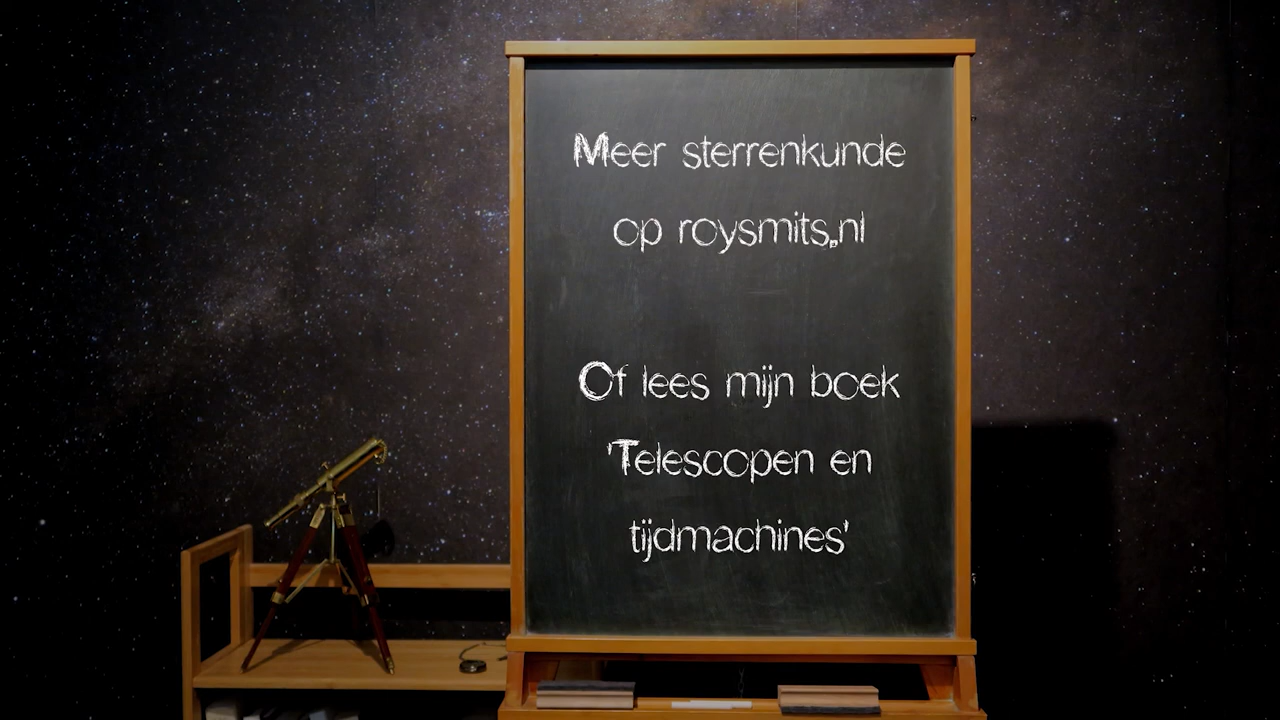 Meer sterrenkunde
op roysmits.nl
Of lees mijn boek
'Telescopen en
tijdmachines'